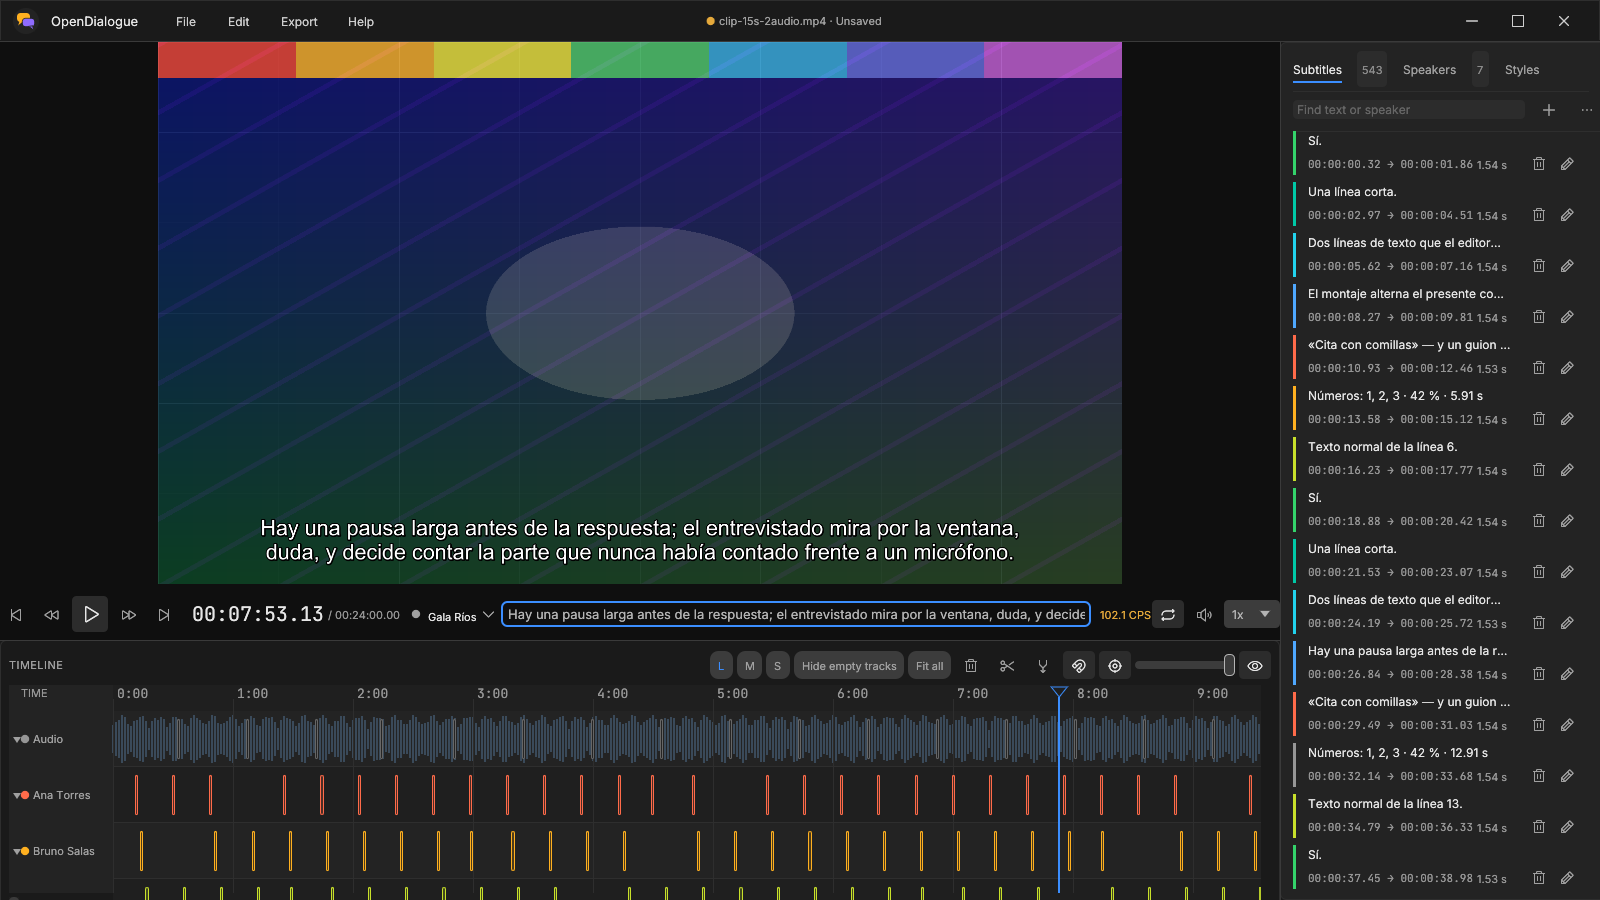 OpenDialogue File Edit Export Help
clip-15s-2audio.mp4 · Unsaved
Subtitles 543 Speakers 7 Styles
Find text or speaker
Sí.
00:00:00.32 → 00:00:01.86 1.54 s
Una línea corta.
00:00:02.97 → 00:00:04.51 1.54 s
Dos líneas de texto que el editor...
00:00:05.62 → 00:00:07.16 1.54 s
El montaje alterna el presente co...
00:00:08.27 → 00:00:09.81 1.54 s
«Cita con comillas» — y un guion ...
00:00:10.93 → 00:00:12.46 1.53 s
Números: 1, 2, 3 · 42 % · 5.91 s
00:00:13.58 → 00:00:15.12 1.54 s
Texto normal de la línea 6.
00:00:16.23 → 00:00:17.77 1.54 s
Sí.
00:00:18.88 → 00:00:20.42 1.54 s
Una línea corta.
00:00:21.53 → 00:00:23.07 1.54 s
Dos líneas de texto que el editor...
00:00:24.19 → 00:00:25.72 1.53 s
Hay una pausa larga antes de la r...
00:00:26.84 → 00:00:28.38 1.54 s
«Cita con comillas» — y un guion ...
00:00:29.49 → 00:00:31.03 1.54 s
Números: 1, 2, 3 · 42 % · 12.91 s
00:00:32.14 → 00:00:33.68 1.54 s
Texto normal de la línea 13.
00:00:34.79 → 00:00:36.33 1.54 s
Sí.
00:00:37.45 → 00:00:38.98 1.53 s
Hay una pausa larga antes de la respuesta; el entrevistado mira por la ventana,
duda, y decide contar la parte que nunca había contado frente a un micrófono.
00:07:53.13 / 00:24:00.00 Gala Ríos Hay una pausa larga antes de la respuesta; el entrevistado mira por la ventana, duda, y decide 102.1 CPS 1x
TIMELINE L M S Hide empty tracks Fit all
TIME 0:00 1:00 2:00 3:00 4:00 5:00 6:00 7:00 8:00 9:00
Audio
Ana Torres
Bruno Salas